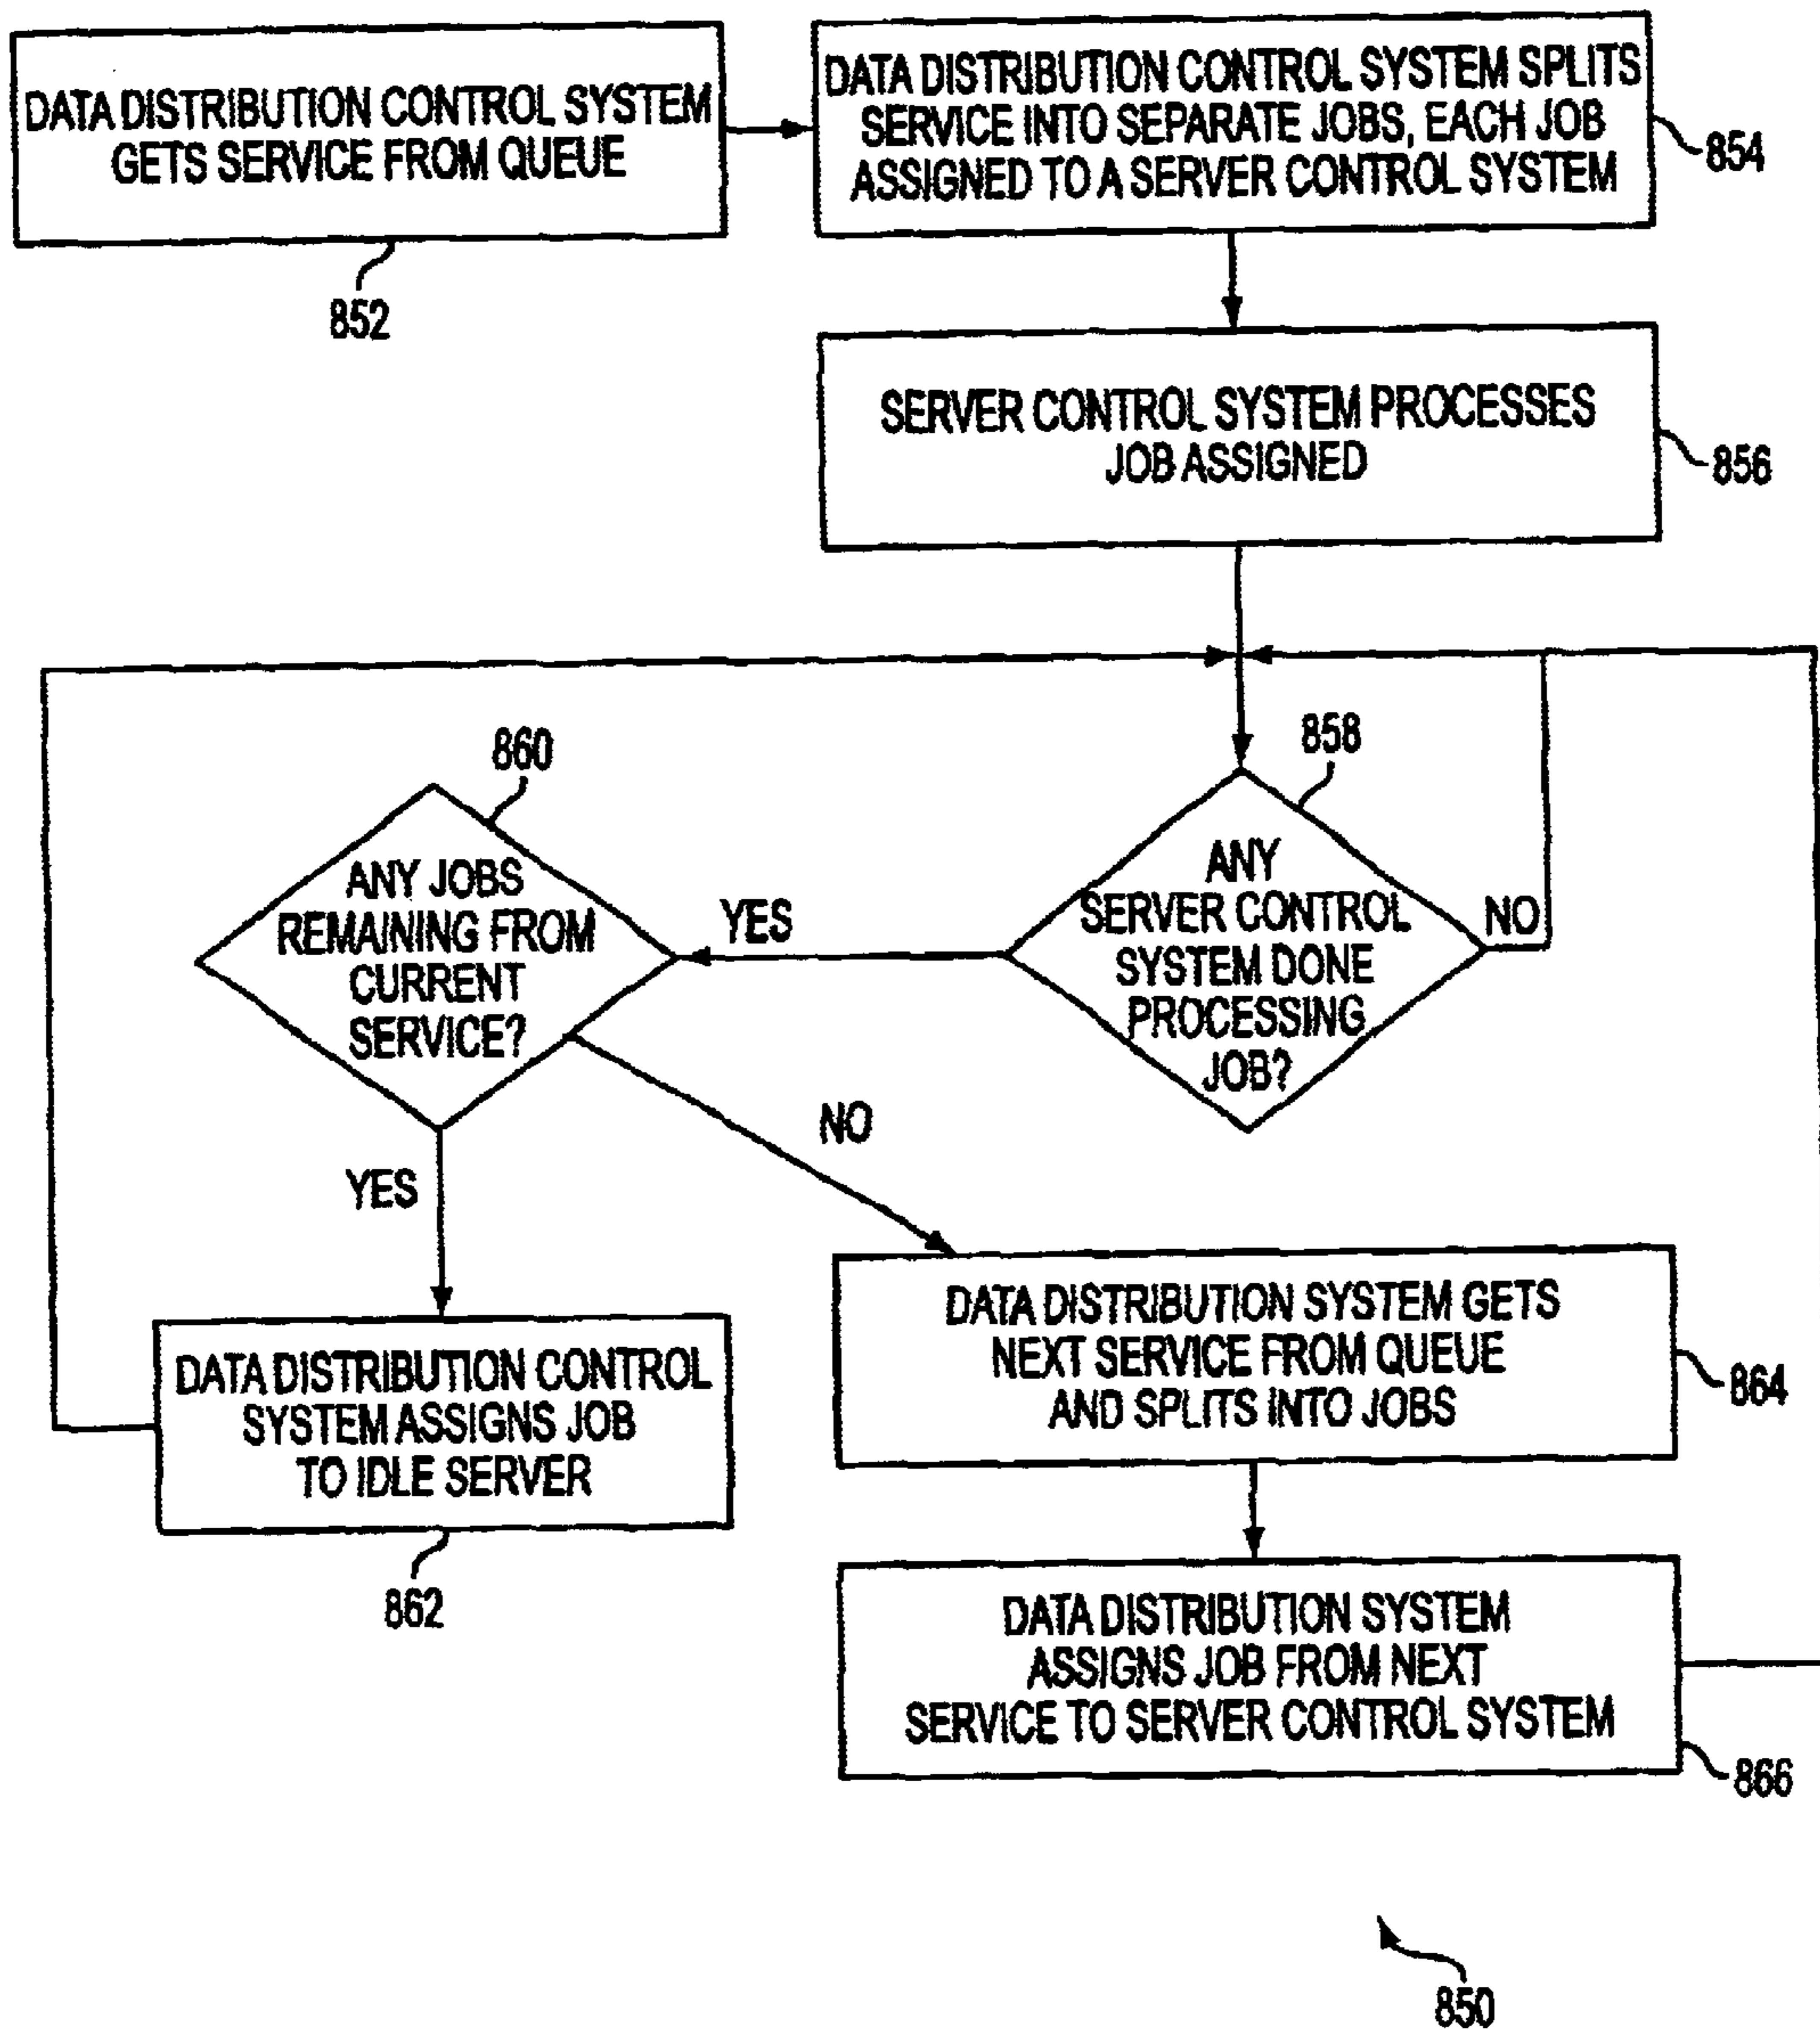 DATA DISTRIBUTION CONTROL SYSTEM
GETS SERVICE FROM QUEUE
852
DATA DISTRIBUTION CONTROL SYSTEM SPLITS
SERVICE INTO SEPARATE JOBS, EACH JOB
ASSIGNED TO A SERVER CONTROL SYSTEM
854
SERVER CONTROL SYSTEM PROCESSES
JOB ASSIGNED
856
858
ANY
SERVER CONTROL
SYSTEM DONE
PROCESSING
JOB?
NO
YES
860
ANY JOBS
REMAINING FROM
CURRENT
SERVICE?
NO
YES
DATA DISTRIBUTION CONTROL
SYSTEM ASSIGNS JOB
TO IDLE SERVER
862
DATA DISTRIBUTION SYSTEM GETS
NEXT SERVICE FROM QUEUE
AND SPLITS INTO JOBS
864
DATA DISTRIBUTION SYSTEM
ASSIGNS JOB FROM NEXT
SERVICE TO SERVER CONTROL SYSTEM
866
850